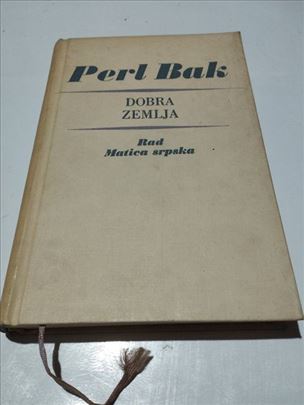 Perl Bak
DOBRA
ZEMLJA
Rad
Matica srpska